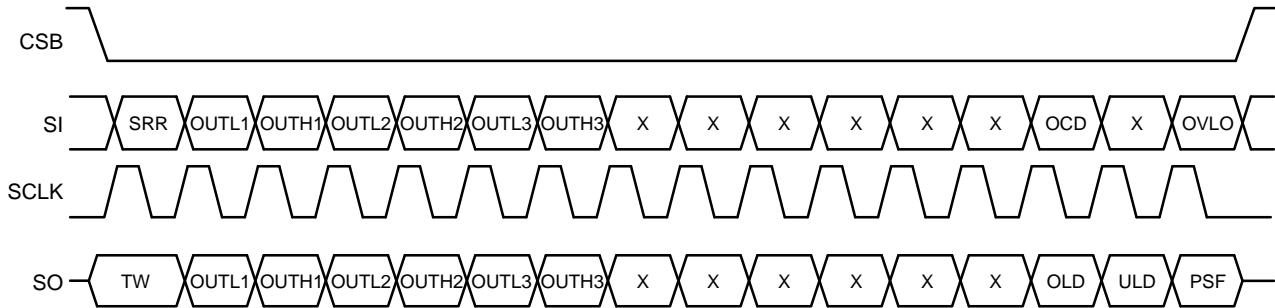 CSB
SI SRR OUTL1 OUTH1 OUTL2 OUTH2 OUTL3 OUTH3 X X X X X X OCD X OVLO
SCLK
SO TW OUTL1 OUTH1 OUTL2 OUTH2 OUTL3 OUTH3 X X X X X X OLD ULD PSF